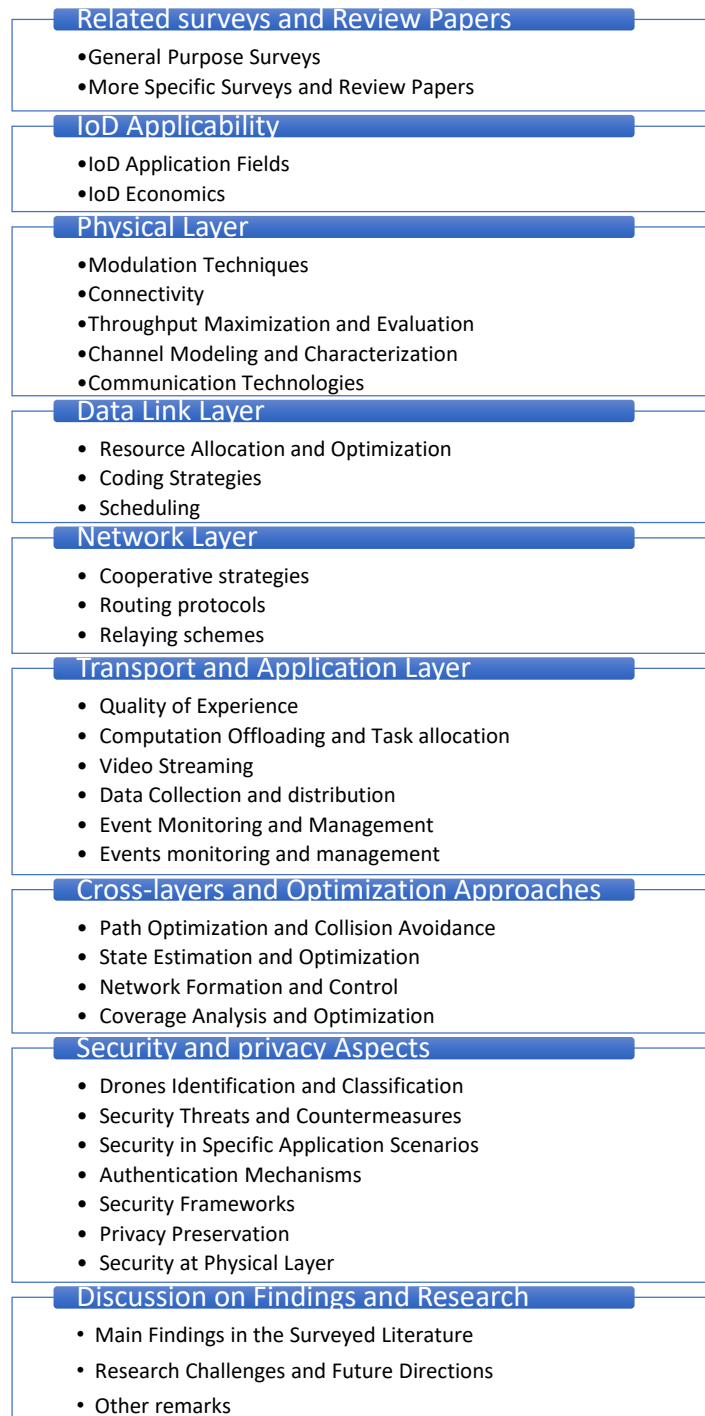 Related surveys and Review Papers
•General Purpose Surveys
•More Specific Surveys and Review Papers
IoD Applicability
•IoD Application Fields
•IoD Economics
Physical Layer
•Modulation Techniques
•Connectivity
•Throughput Maximization and Evaluation
•Channel Modeling and Characterization
•Communication Technologies
Data Link Layer
• Resource Allocation and Optimization
• Coding Strategies
• Scheduling
Network Layer
• Cooperative strategies
• Routing protocols
• Relaying schemes
Transport and Application Layer
• Quality of Experience
• Computation Offloading and Task allocation
• Video Streaming
• Data Collection and distribution
• Event Monitoring and Management
• Events monitoring and management
Cross-layers and Optimization Approaches
• Path Optimization and Collision Avoidance
• State Estimation and Optimization
• Network Formation and Control
• Coverage Analysis and Optimization
Security and privacy Aspects
• Drones Identification and Classification
• Security Threats and Countermeasures
• Security in Specific Application Scenarios
• Authentication Mechanisms
• Security Frameworks
• Privacy Preservation
• Security at Physical Layer
Discussion on Findings and Research
• Main Findings in the Surveyed Literature
• Research Challenges and Future Directions
• Other remarks